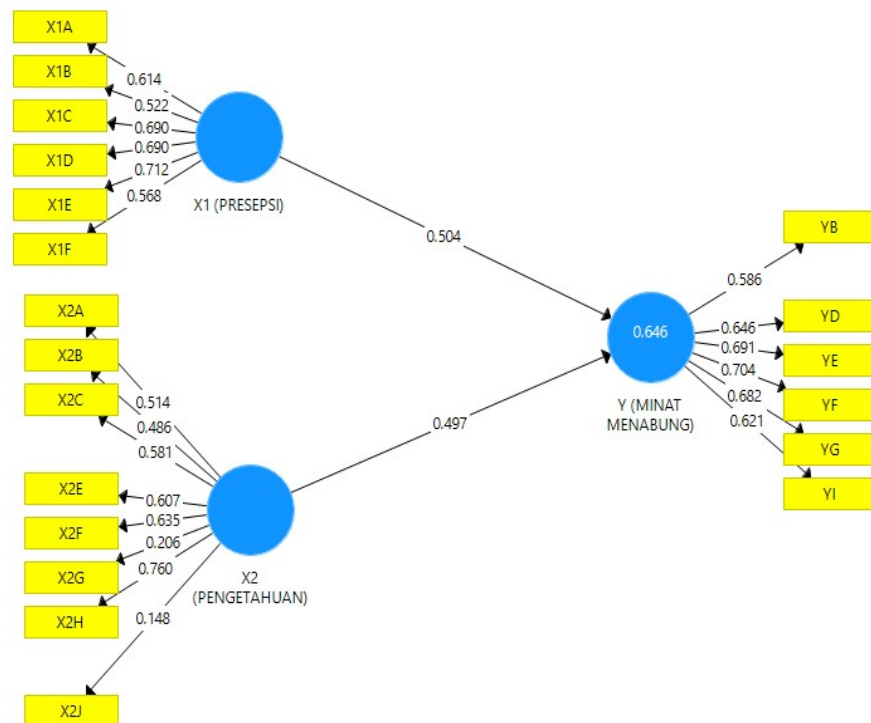 X1A
X1B
X1C
X1D
X1E
X1F
0.614
0.522
0.690
0.690
0.712
0.568
X1 (PRESEPSI)
0.504
X2A
X2B
X2C
X2E
X2F
X2G
X2H
X2J
0.514
0.486
0.581
0.607
0.635
0.206
0.760
0.148
X2
(PENGETAHUAN)
0.497
0.646
Y (MINAT
MENABUNG)
0.586
0.646
0.691
0.704
0.682
0.621
YB
YD
YE
YF
YG
YI